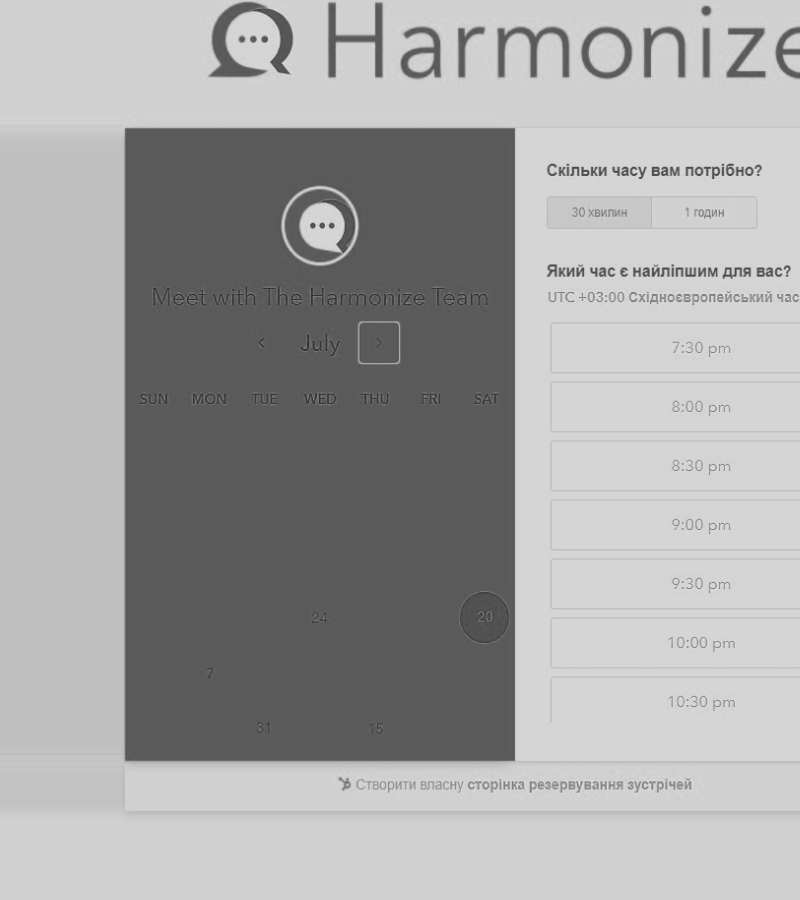 Harmonize
Meet with The Harmonize Team
July
SUN MON TUE WED THU FRI SAT
24 20
7
31 15
Скільки часу вам потрібно?
30 хвилин 1 годин
Який час є найліпшим для вас?
UTC +03:00 Східноєвропейський час
7:30 pm
8:00 pm
8:30 pm
9:00 pm
9:30 pm
10:00 pm
10:30 pm
Створити власну сторінка резервування зустрічей